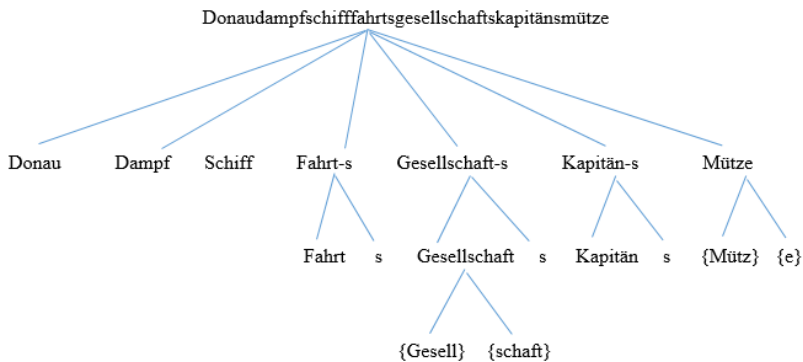 Donaudampfschifffahrtsgesellschaftskapitänsmütze
Donau Dampf Schiff Fahrt-s Gesellschaft-s Kapitän-s Mütze
Fahrt s Gesellschaft s Kapitän s {Mütz} {e}
{Gesell} {schaft}